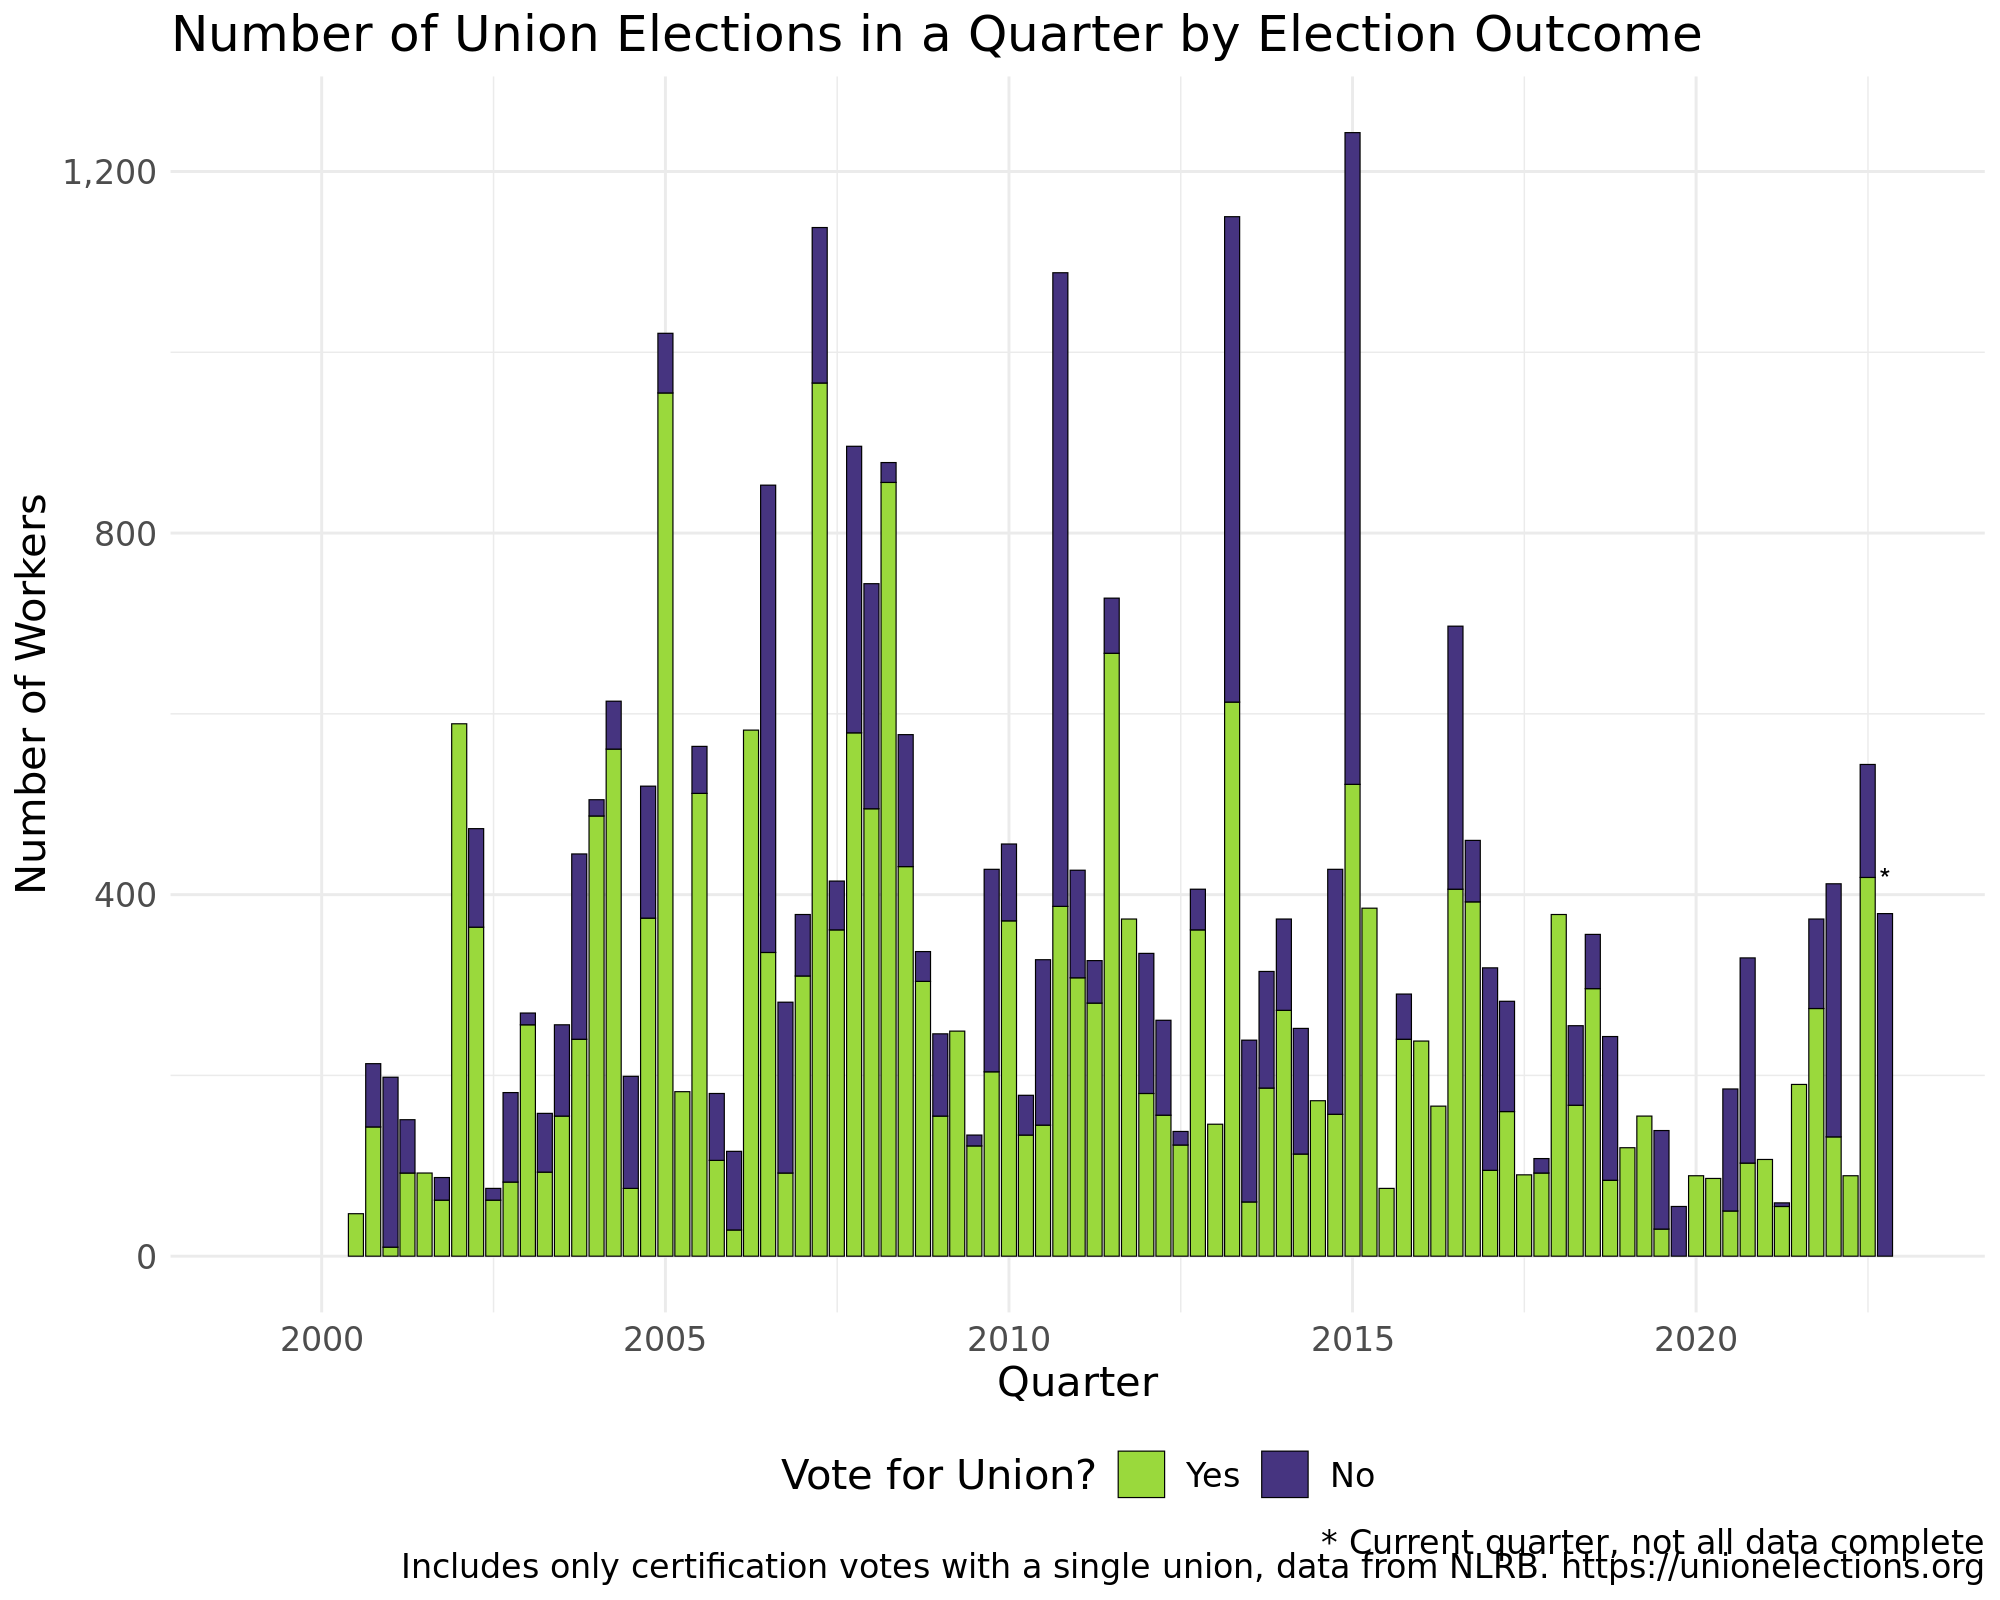 Number of Union Elections in a Quarter by Election Outcome
Number of Workers
1,200
800
400
0
*
2000 2005 2010 2015 2020
Quarter
Vote for Union? Yes No
* Current quarter, not all data complete
Includes only certification votes with a single union, data from NLRB. https://unionelections.org